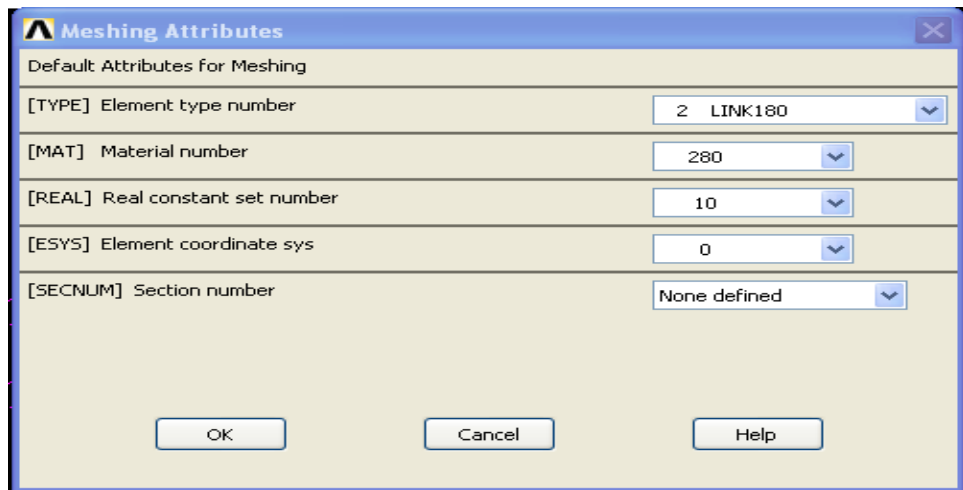 Meshing Attributes
Default Attributes for Meshing
[TYPE] Element type number 2 LINK180
[MAT] Material number 280
[REAL] Real constant set number 10
[ESYS] Element coordinate sys 0
[SECNUM] Section number None defined
OK Cancel Help